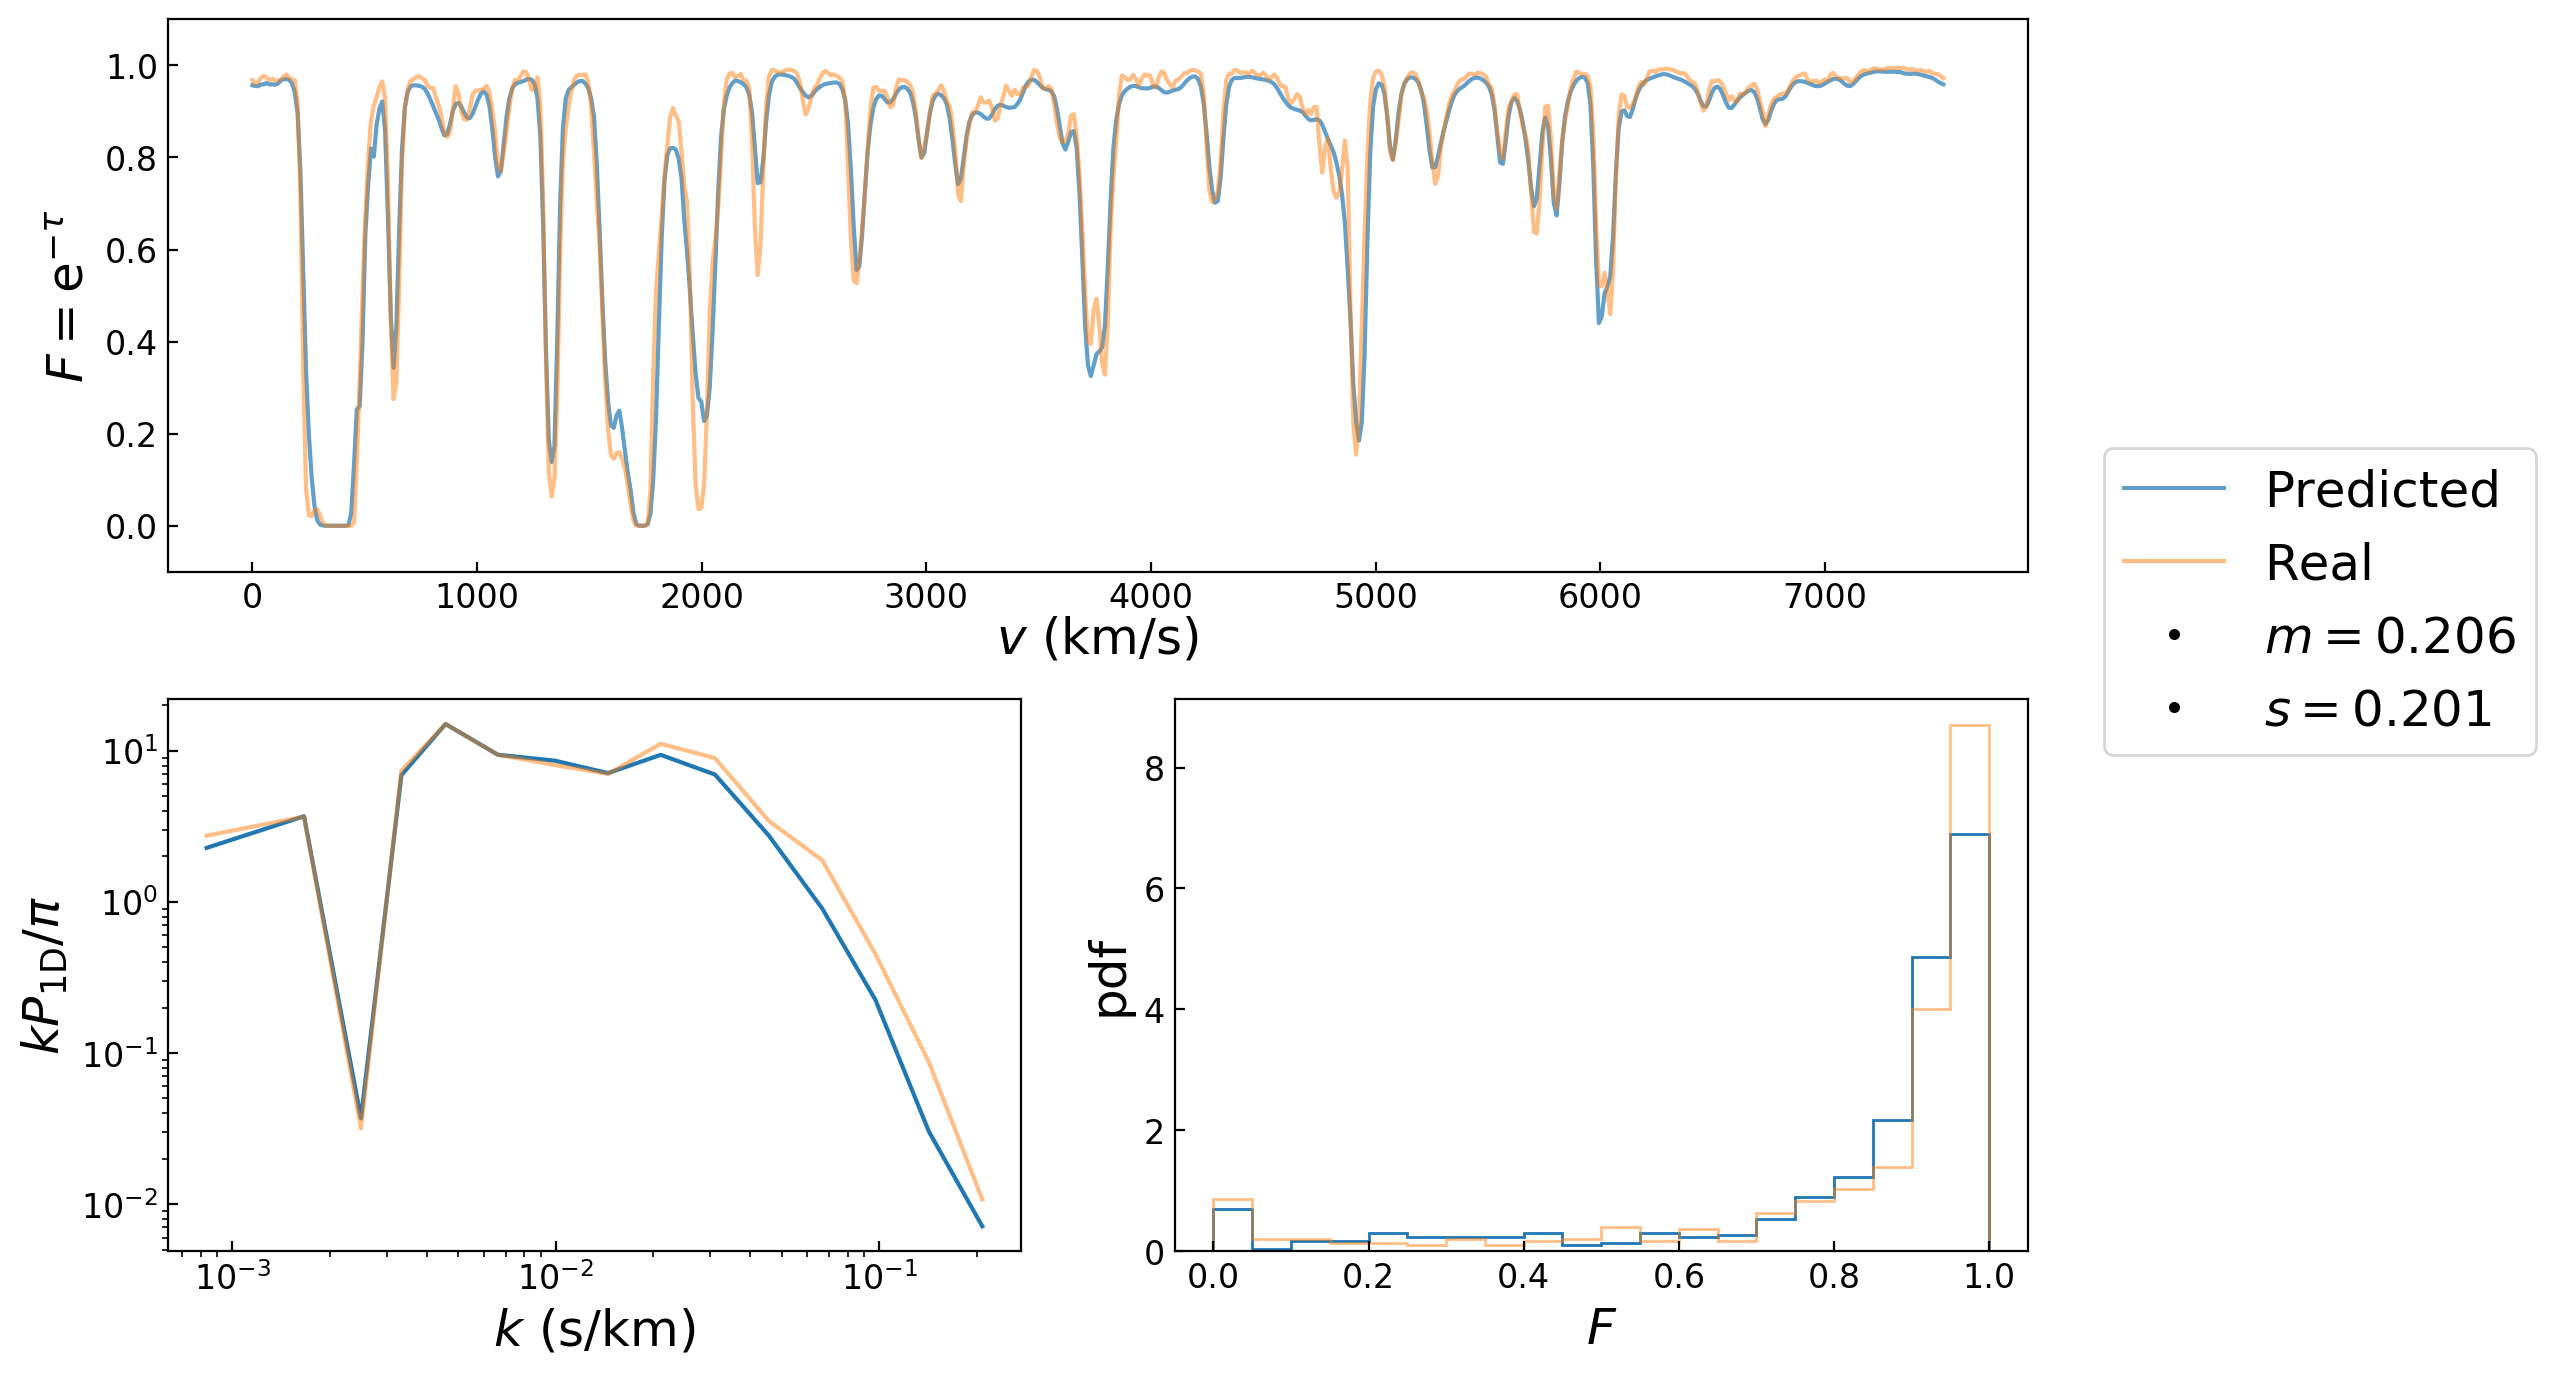 1.0
0.8
0.6
0.4
0.2
0.0
F = e^{-τ}
0 1000 2000 3000 4000 5000 6000 7000
v (km/s)
Predicted
Real
m = 0.206
s = 0.201
10^1
10^0
10^{-1}
10^{-2}
kP_{1D}/π
10^{-3} 10^{-2} 10^{-1}
k (s/km)
8
6
4
2
0
pdf
0.0 0.2 0.4 0.6 0.8 1.0
F